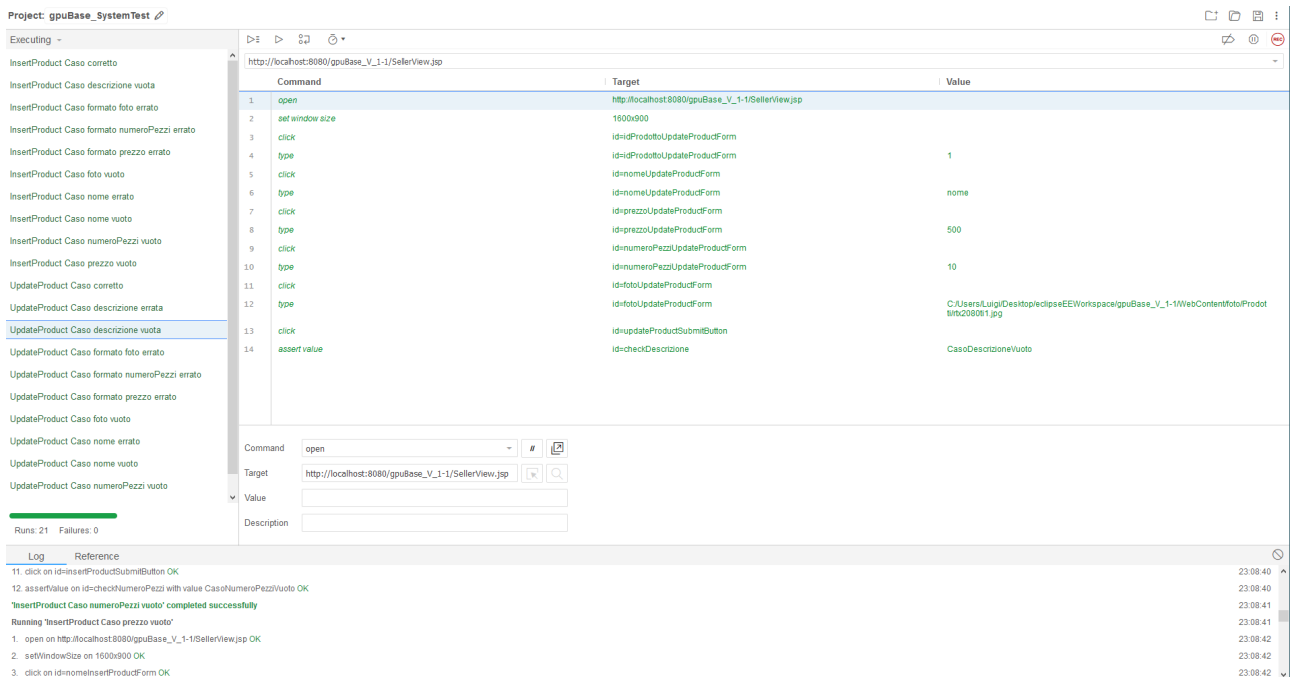 Project: gpuBase_SystemTest
Executing
InsertProduct Caso corretto
InsertProduct Caso descrizione vuota
InsertProduct Caso formato foto errato
InsertProduct Caso formato numeroPezzi errato
InsertProduct Caso formato prezzo errato
InsertProduct Caso foto vuoto
InsertProduct Caso nome errato
InsertProduct Caso nome vuoto
InsertProduct Caso numeroPezzi vuoto
InsertProduct Caso prezzo vuoto
UpdateProduct Caso corretto
UpdateProduct Caso descrizione errata
UpdateProduct Caso descrizione vuota
UpdateProduct Caso formato foto errato
UpdateProduct Caso formato numeroPezzi errato
UpdateProduct Caso formato prezzo errato
UpdateProduct Caso foto vuoto
UpdateProduct Caso nome errato
UpdateProduct Caso nome vuoto
UpdateProduct Caso numeroPezzi vuoto
Runs: 21 Failures: 0
REC
http://localhost:8080/gpuBase_V_1-1/SellerView.jsp
Command Target Value
1 open http://localhost:8080/gpuBase_V_1-1/SellerView.jsp
2 set window size 1600x900
3 click id=idProdottoUpdateProductForm
4 type id=idProdottoUpdateProductForm 1
5 click id=nomeUpdateProductForm
6 type id=nomeUpdateProductForm nome
7 click id=prezzoUpdateProductForm
8 type id=prezzoUpdateProductForm 500
9 click id=numeroPezziUpdateProductForm
10 type id=numeroPezziUpdateProductForm 10
11 click id=fotoUpdateProductForm
12 type id=fotoUpdateProductForm C:/Users/Luigi/Desktop/eclipseEEWorkspace/gpuBase_V_1-1/WebContent/foto/Prodot
ti/rtx2080ti1.jpg
13 click id=updateProductSubmitButton
14 assert value id=checkDescrizione CasoDescrizioneVuoto
Command open //
Target http://localhost:8080/gpuBase_V_1-1/SellerView.jsp
Value
Description
Log Reference
11. click on id=insertProductSubmitButton OK 23:08:40
12. assertValue on id=checkNumeroPezzi with value CasoNumeroPezziVuoto OK 23:08:40
'InsertProduct Caso numeroPezzi vuoto' completed successfully 23:08:41
Running 'InsertProduct Caso prezzo vuoto' 23:08:41
1. open on http://localhost:8080/gpuBase_V_1-1/SellerView.jsp OK 23:08:42
2. setWindowSize on 1600x900 OK 23:08:42
3. click on id=nomeInsertProductForm OK 23:08:42